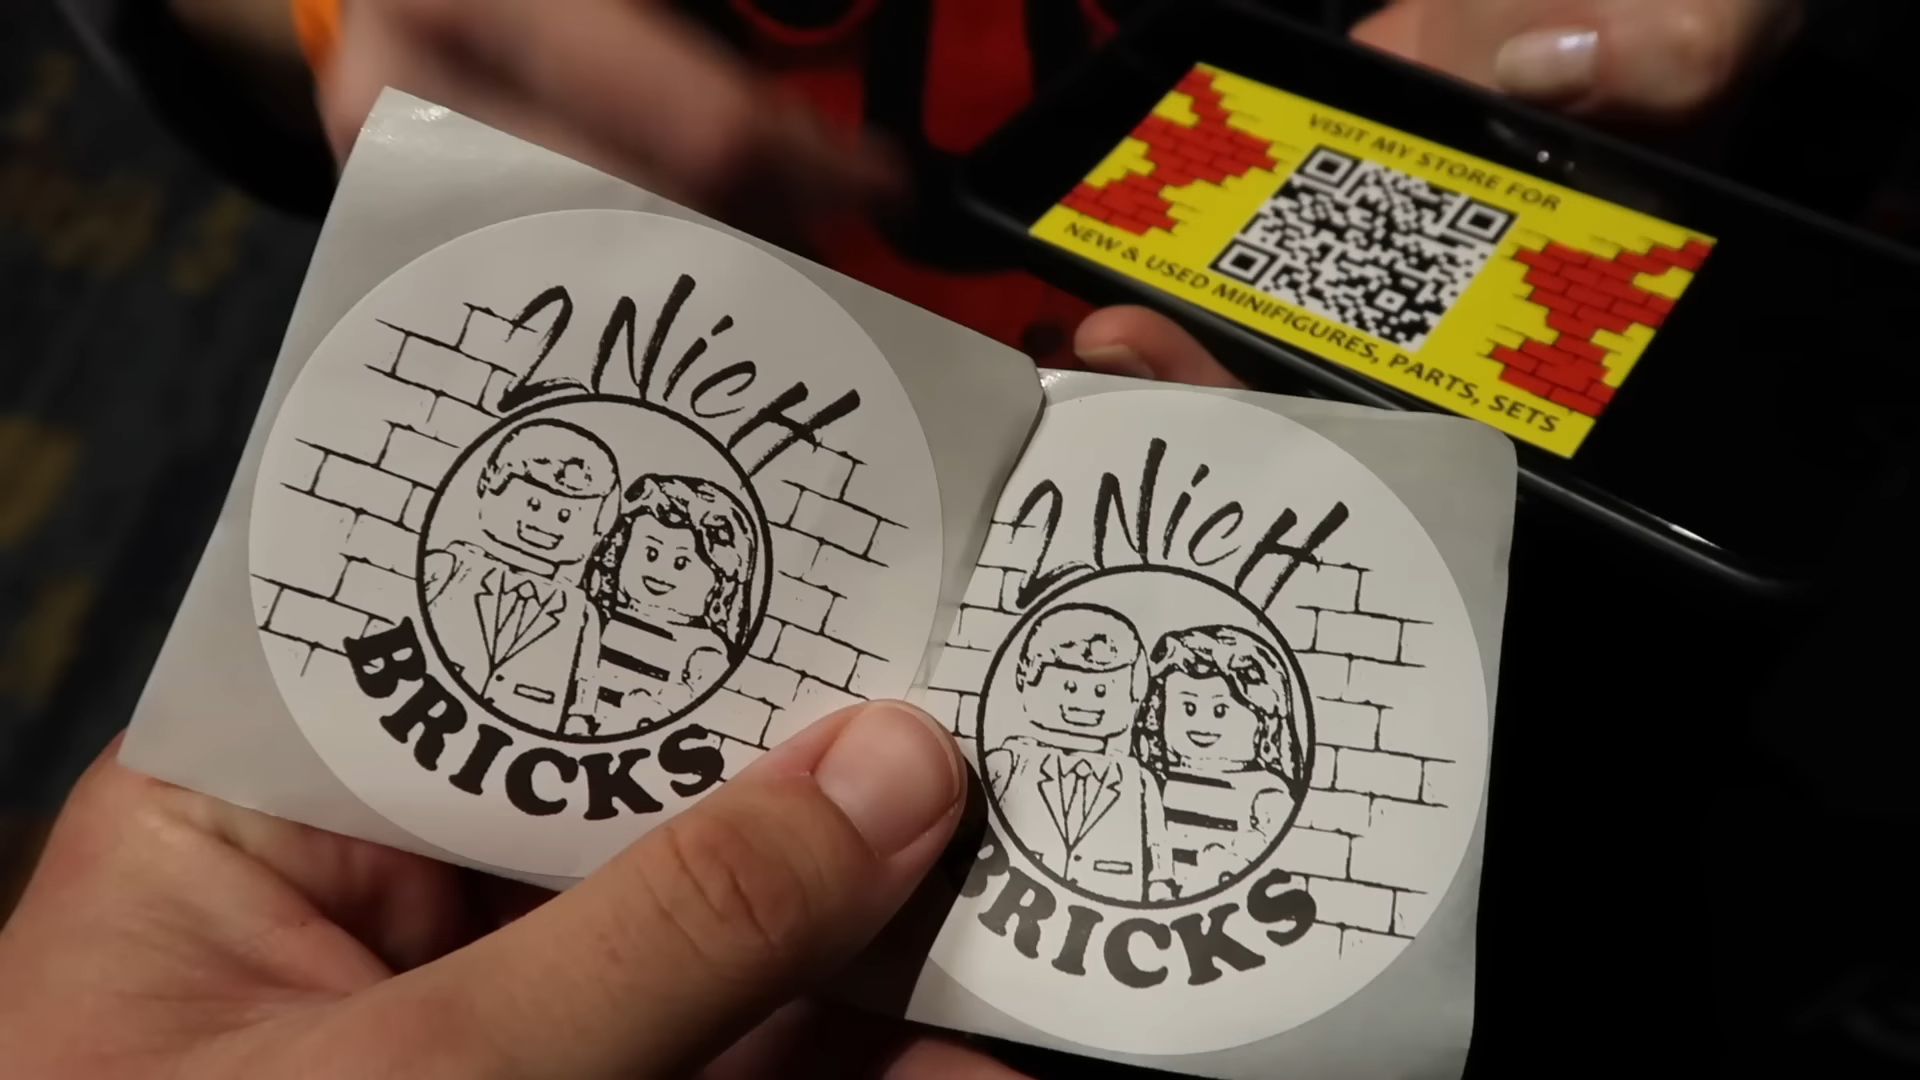 2 NicH
BRICKS
2 NicH
BRICKS
VISIT MY STORE FOR
NEW & USED MINIFIGURES, PARTS, SETS